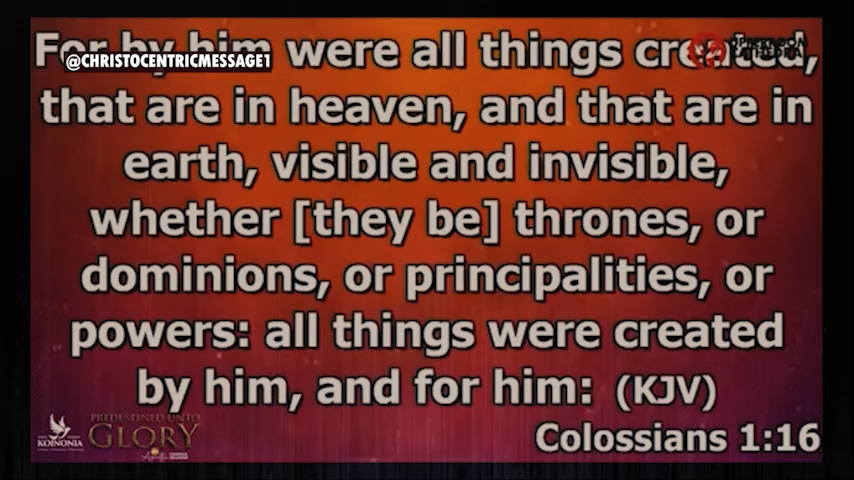 For by him were all things created,
@CHRISTOCENTRICMESSAGE1
that are in heaven, and that are in
earth, visible and invisible,
whether [they be] thrones, or
dominions, or principalities, or
powers: all things were created
by him, and for him: (KJV)
Colossians 1:16
KOINONIA
PREDESTINED UNTO
GLORY